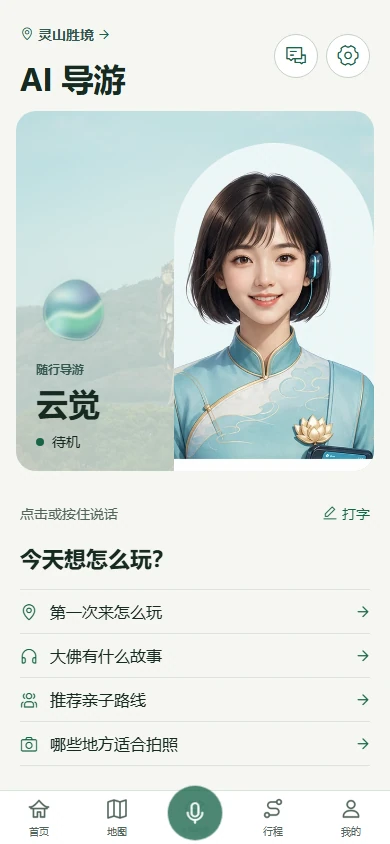 灵山胜境
AI 导游
随行导游
云觉
待机
点击或按住说话
打字
今天想怎么玩？
第一次来怎么玩
大佛有什么故事
推荐亲子路线
哪些地方适合拍照
首页
地图
行程
我的